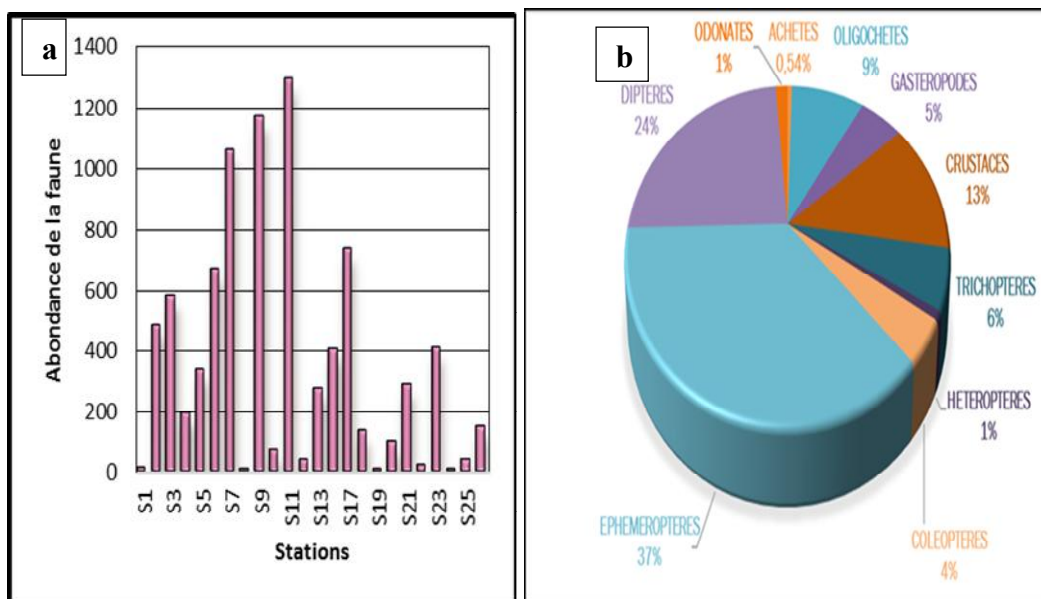 a
1400
1200
1000
800
600
400
200
0
Abondance de la faune
S1
S3
S5
S7
S9
S11
S13
S17
S19
S21
S23
S25
Stations
b
ODONATES
1%
ACHETES
0,54%
OLIGOCHETES
9%
GASTEROPODES
5%
CRUSTACES
13%
TRICHOPTERES
6%
HETEROPTERES
1%
COLEOPTERES
4%
EPHEMEROPTERES
37%
DIPTERES
24%